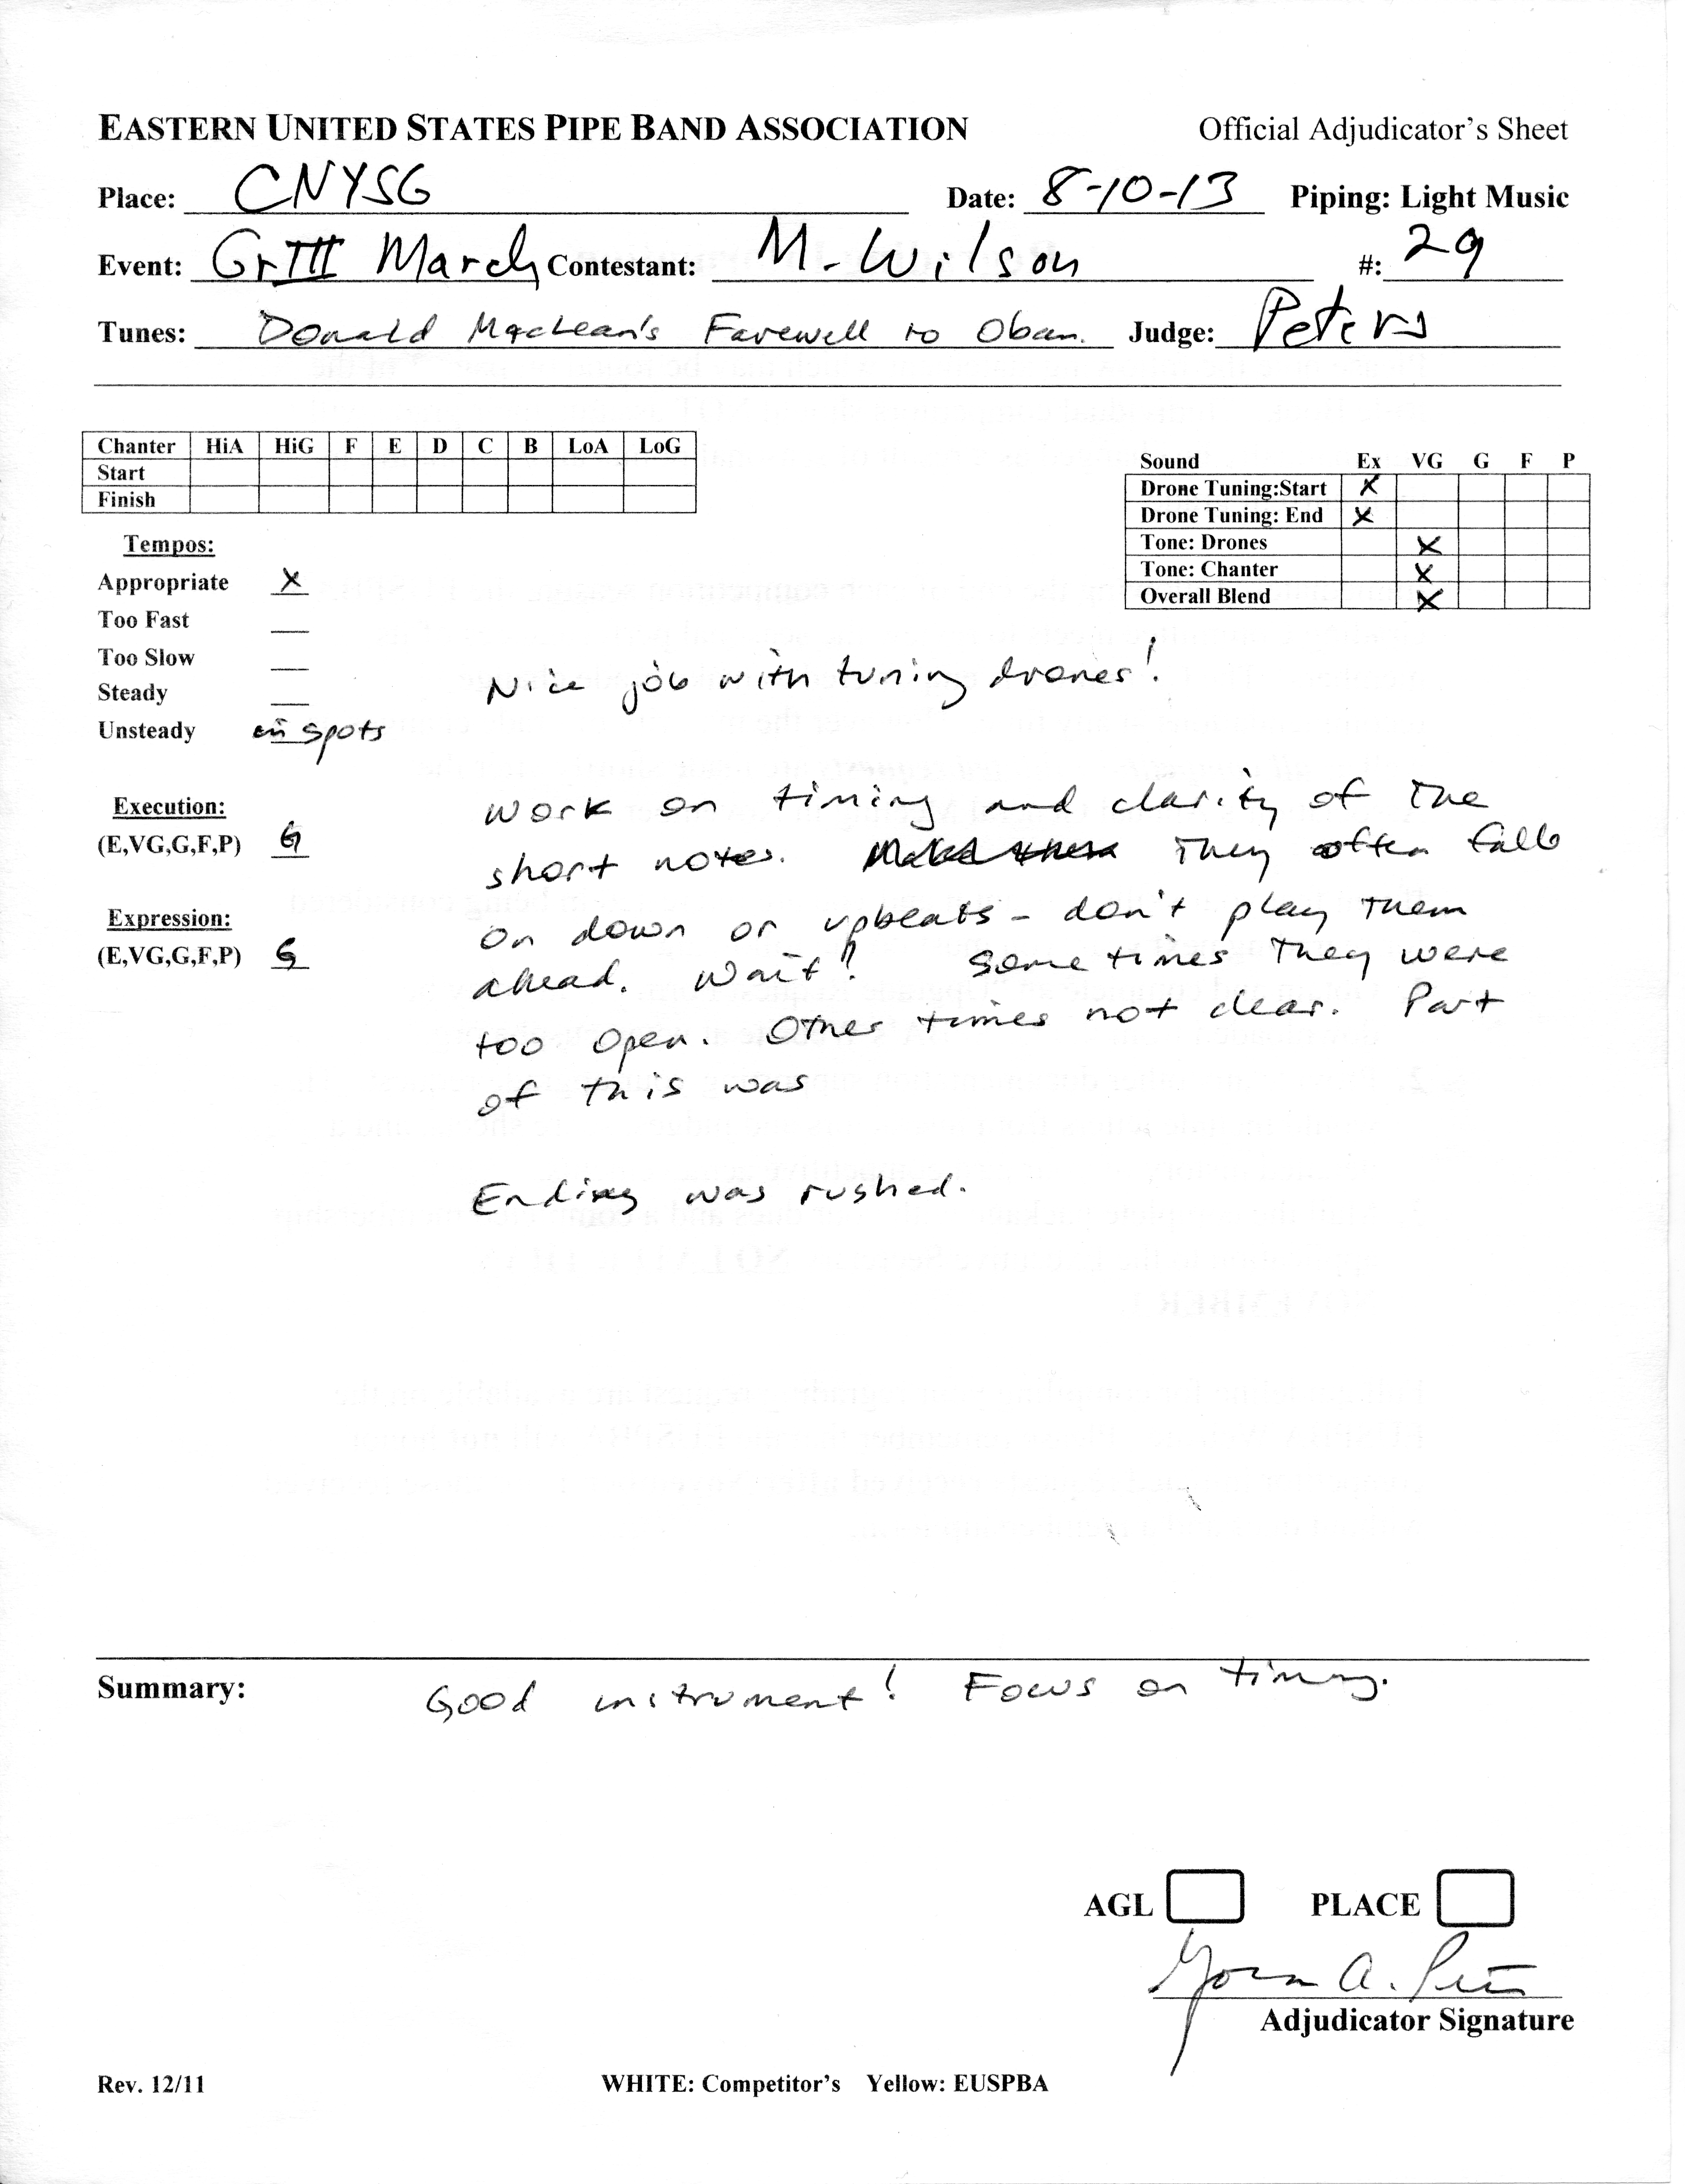 EASTERN UNITED STATES PIPE BAND ASSOCIATION Official Adjudicator's Sheet
Place: CNYSG Date: 8-10-13 Piping: Light Music
Event: Gr III March Contestant: M. Wilson #: 29
Tunes: Donald MacLean's Farewell to Oban. Judge: Peters
Chanter HiA HiG F E D C B LoA LoG
Start
Finish
Sound Ex VG G F P
Drone Tuning:Start X
Drone Tuning: End X
Tone: Drones X
Tone: Chanter X
Overall Blend X
Tempos:
Appropriate X
Too Fast
Too Slow
Steady
Unsteady in spots
Nice job with tuning drones!
Execution:
(E,VG,G,F,P) G
Expression:
(E,VG,G,F,P) G
Work on timing and clarity of the
short notes. They often fall
on down or upbeats - don't play them
ahead. Wait! Sometimes they were
too open. Other times not clear. Part
of this was
Ending was rushed.
Summary: Good instrument! Focus on timing.
AGL PLACE
Adjudicator Signature
Rev. 12/11 WHITE: Competitor's Yellow: EUSPBA